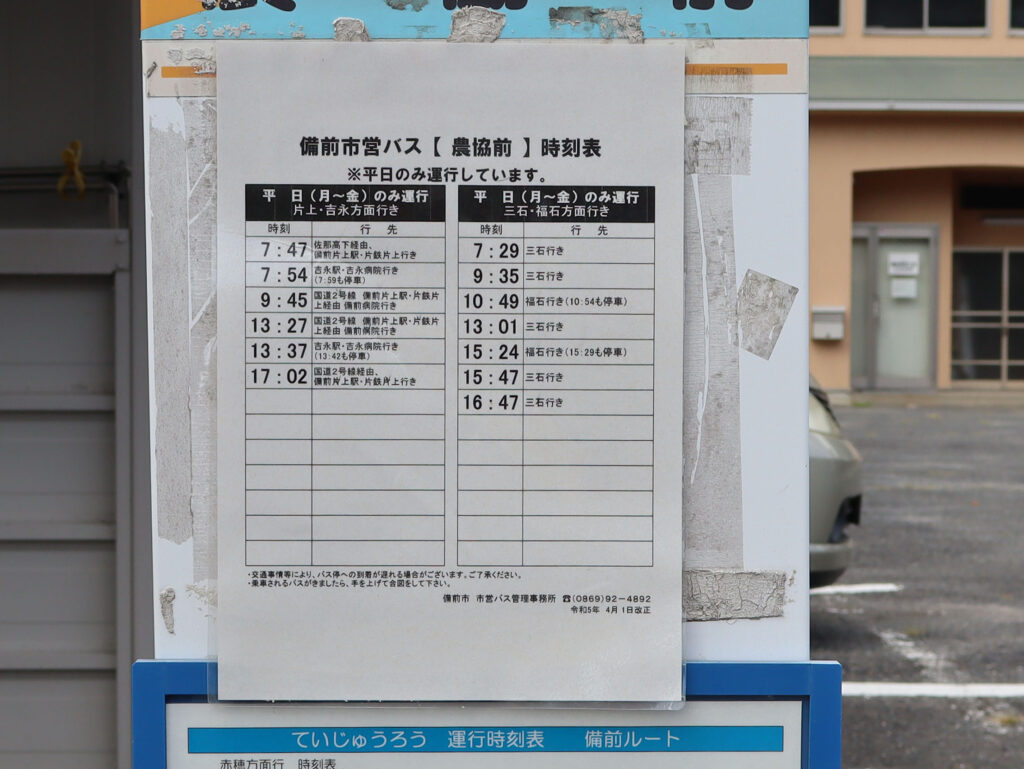 備前市営バス【 農協前 】時刻表
※平日のみ運行しています。
平 日（月～金）のみ運行
片上・吉永方面行き
時刻 行 先
7：47 佐那高下経由、
備前片上駅・片鉄片上行き
7：54 吉永駅・吉永病院行き
(7:59も停車)
9：45 国道2号線 備前片上駅・片鉄片
上経由 備前病院行き
13：27 国道2号線 備前片上駅・片鉄片
上経由 備前病院行き
13：37 吉永駅・吉永病院行き
(13:42も停車)
17：02 国道2号線経由、
備前片上駅・片鉄片上行き
平 日（月～金）のみ運行
三石・福石方面行き
時刻 行 先
7：29 三石行き
9：35 三石行き
10：49 福石行き(10:54も停車)
13：01 三石行き
15：24 福石行き(15:29も停車)
15：47 三石行き
16：47 三石行き
・交通事情等により、バス停への到着が遅れる場合がございます。ご了承ください。
・乗車されるバスがきましたら、手を上げて合図をして下さい。
備前市 市営バス管理事務所 ☎(0869)92－4892
令和5年 4月 1日改正
ていじゅうろう 運行時刻表 備前ルート
赤穂方面行 時刻表